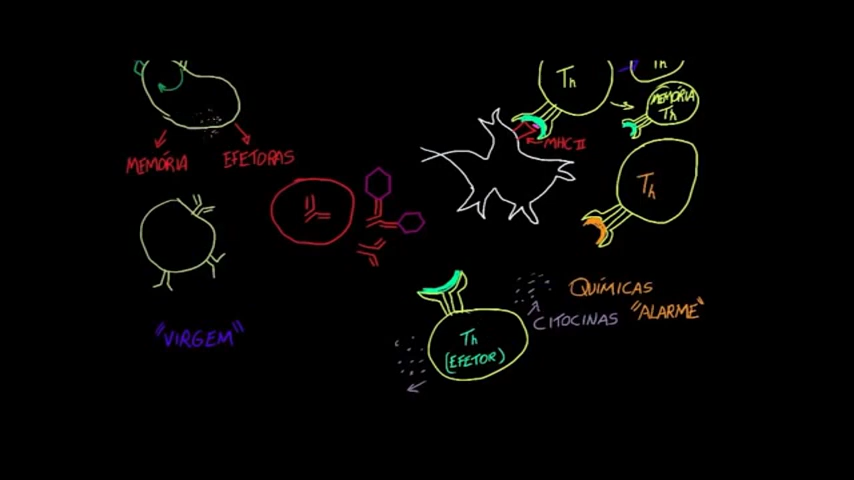 Th
Th
MEMÓRIA
Th
MHC II
MEMÓRIA
EFETORAS
Th
QUÍMICAS
"ALARME"
CITOCINAS
"VIRGEM"
Th
(EFETOR)